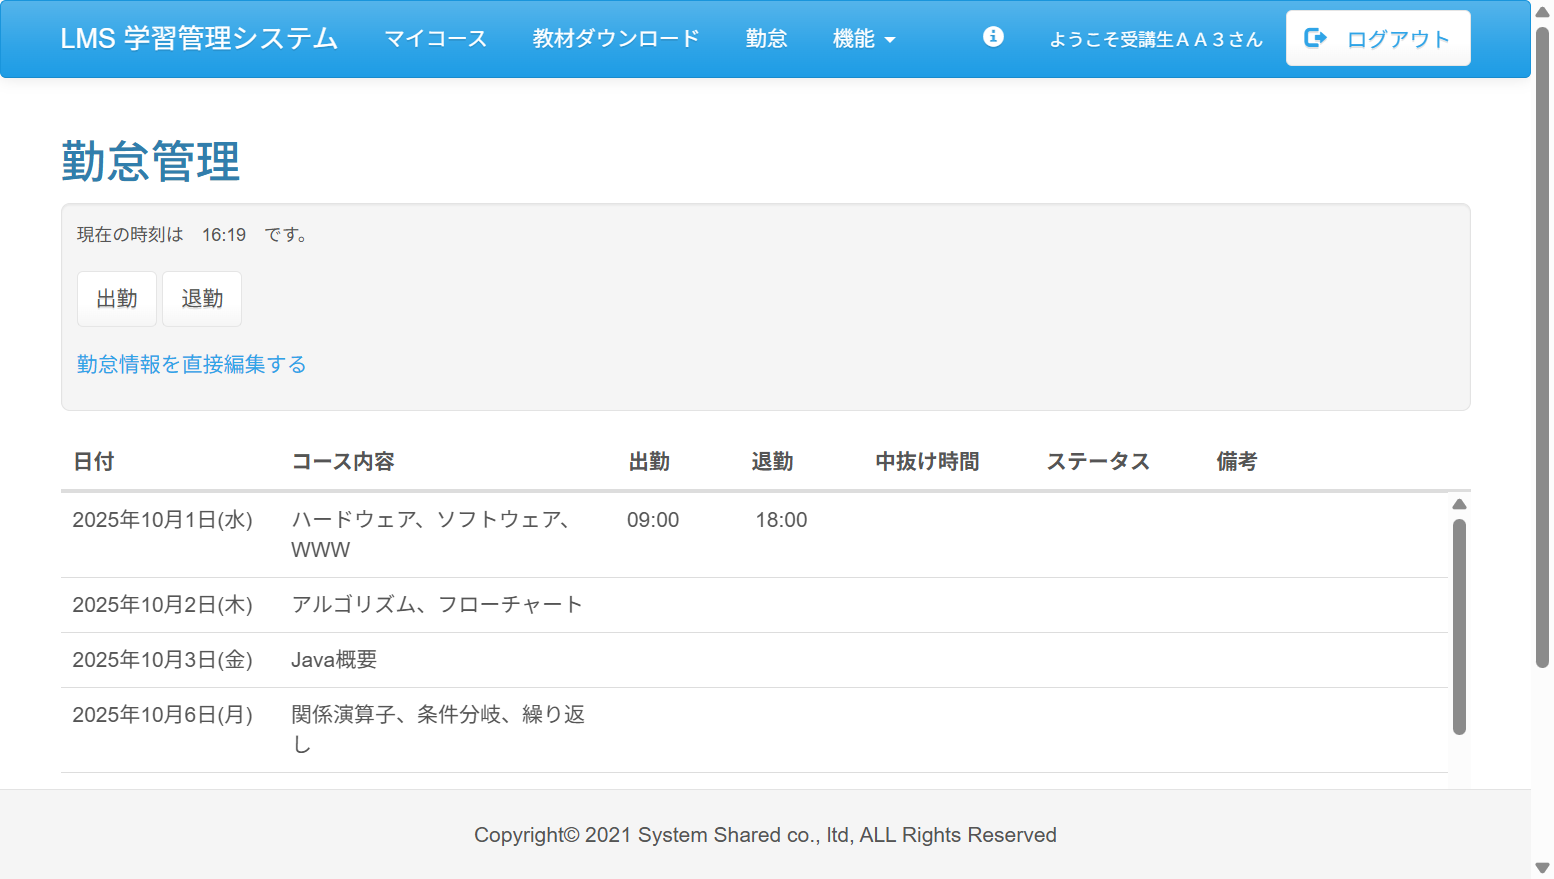 LMS 学習管理システム マイコース 教材ダウンロード 勤怠 機能 ようこそ受講生ＡＡ３さん ログアウト
勤怠管理
現在の時刻は　16:19　です。
出勤 退勤
勤怠情報を直接編集する
日付 コース内容 出勤 退勤 中抜け時間 ステータス 備考
2025年10月1日(水) ハードウェア、ソフトウェア、 09:00 18:00
WWW
2025年10月2日(木) アルゴリズム、フローチャート
2025年10月3日(金) Java概要
2025年10月6日(月) 関係演算子、条件分岐、繰り返
し
Copyright© 2021 System Shared co., ltd, ALL Rights Reserved